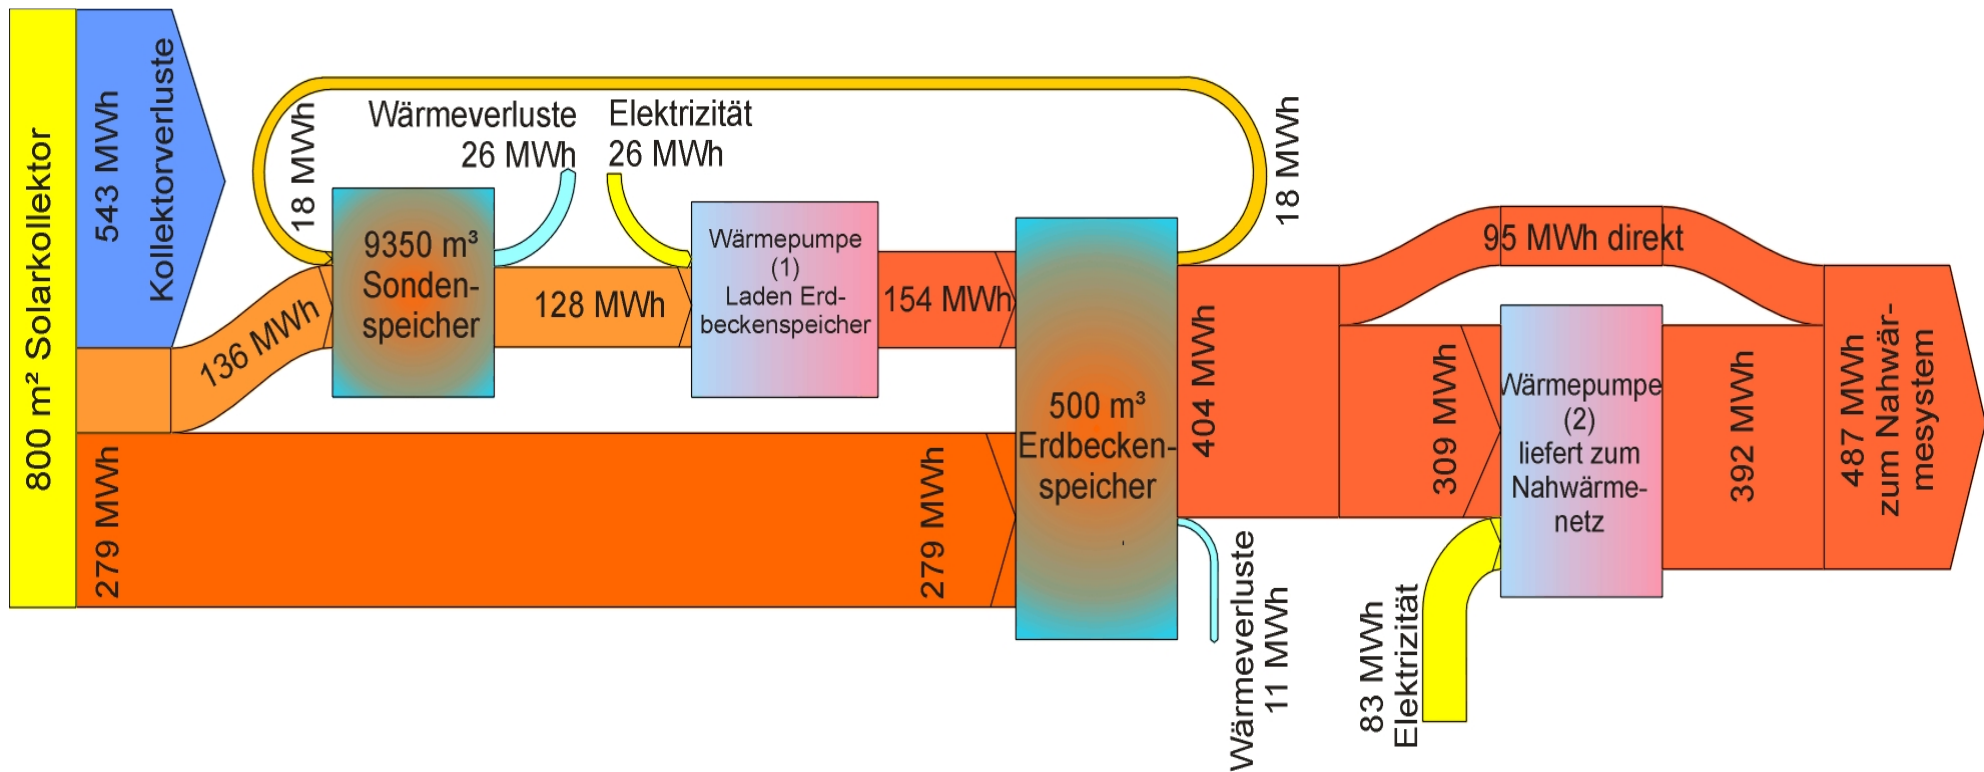 800 m² Solarkollektor
543 MWh
Kollektorverluste
136 MWh
279 MWh
18 MWh
9350 m³
Sonden-
speicher
Wärmeverluste
26 MWh
Elektrizität
26 MWh
128 MWh
Wärmepumpe
(1)
Laden Erd-
beckenspeicher
154 MWh
279 MWh
500 m³
Erdbecken-
speicher
18 MWh
404 MWh
Wärmeverluste
11 MWh
95 MWh direkt
309 MWh
83 MWh
Elektrizität
Wärmepumpe
(2)
liefert zum
Nahwärme-
netz
392 MWh
487 MWh
zum Nahwär-
mesystem